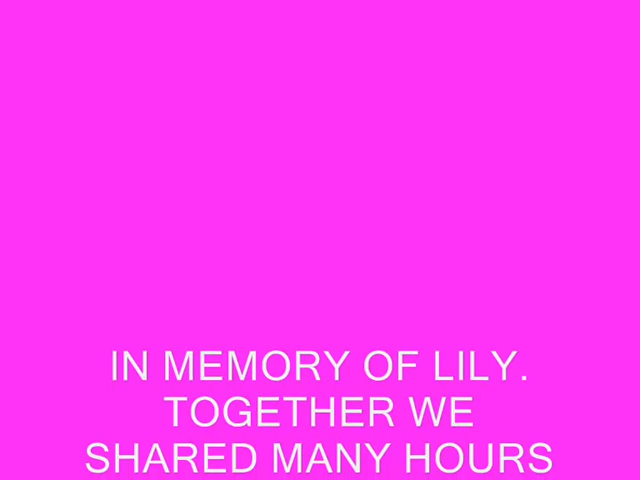 IN MEMORY OF LILY.
TOGETHER WE
SHARED MANY HOURS